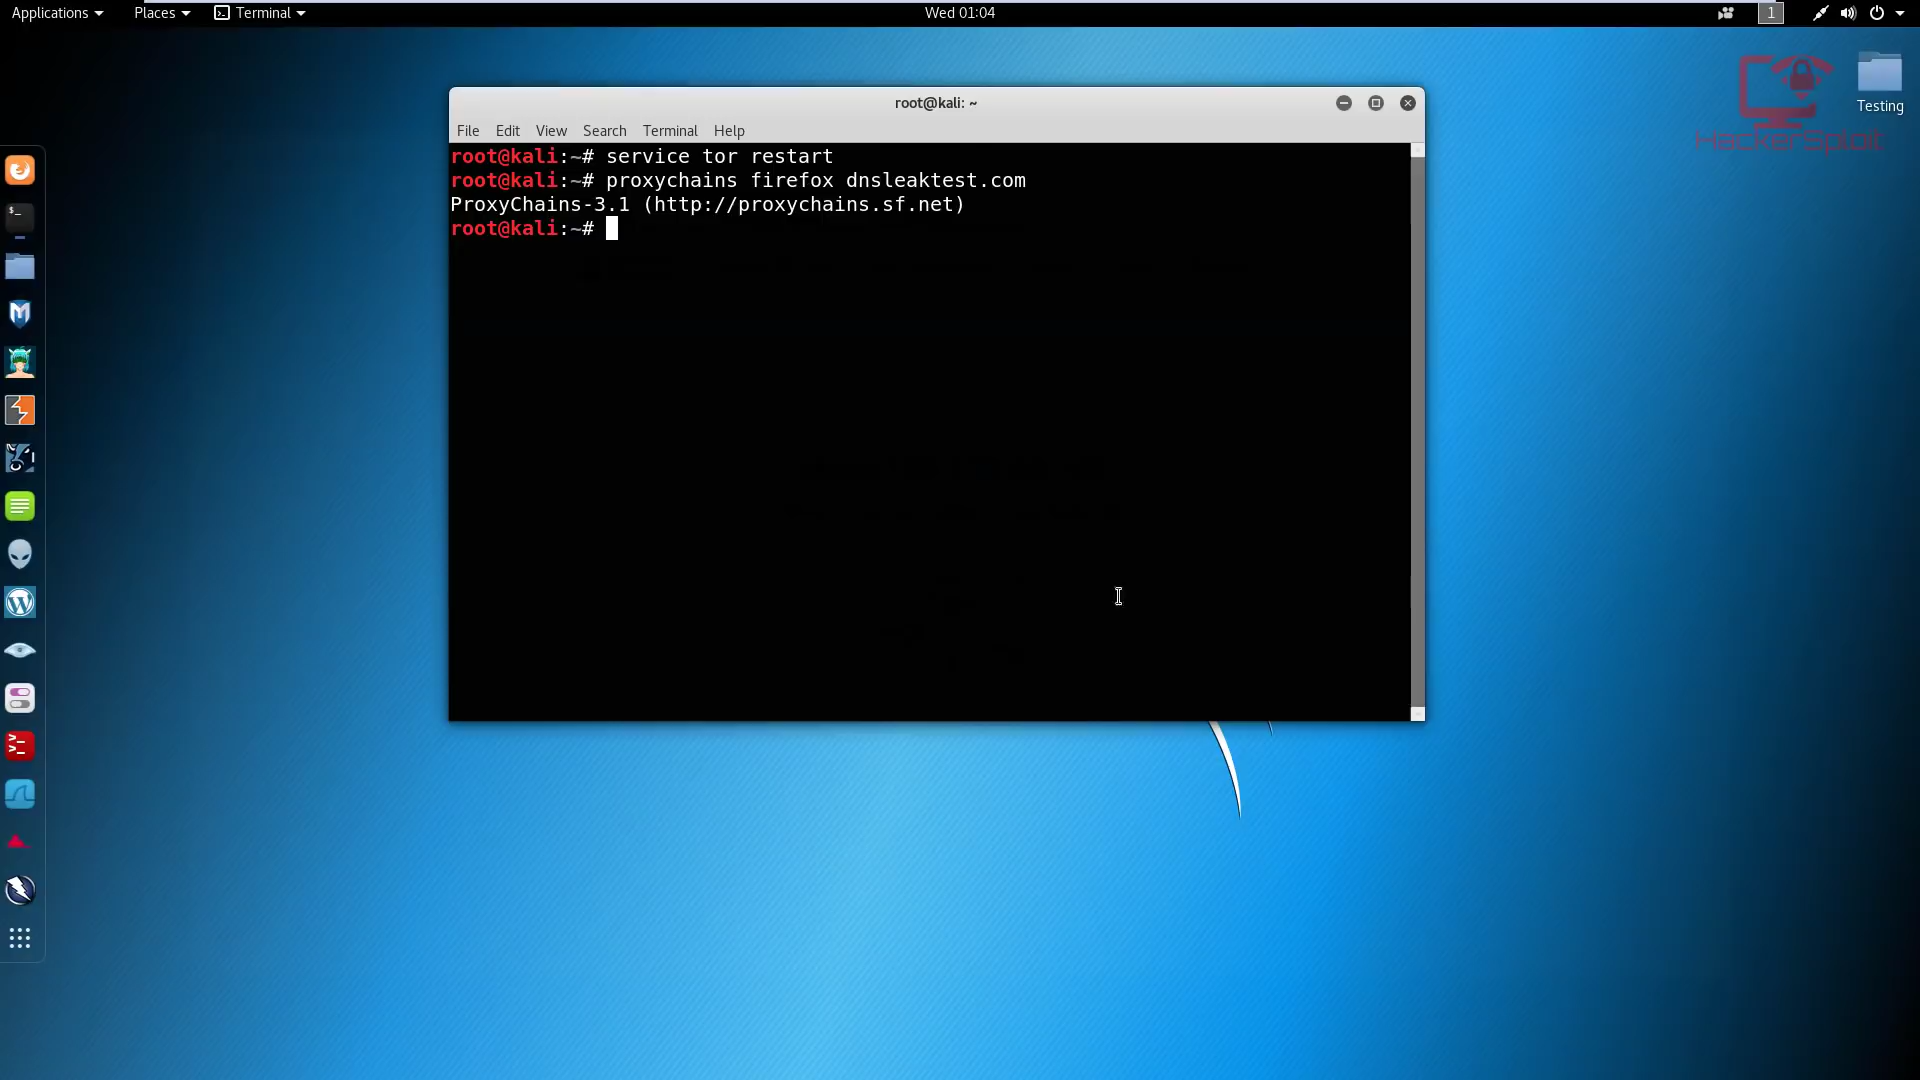 Applications Places Terminal Wed 01:04 1
Testing
HackerSploit
root@kali: ~
File Edit View Search Terminal Help
root@kali:~# service tor restart
root@kali:~# proxychains firefox dnsleaktest.com
ProxyChains-3.1 (http://proxychains.sf.net)
root@kali:~#